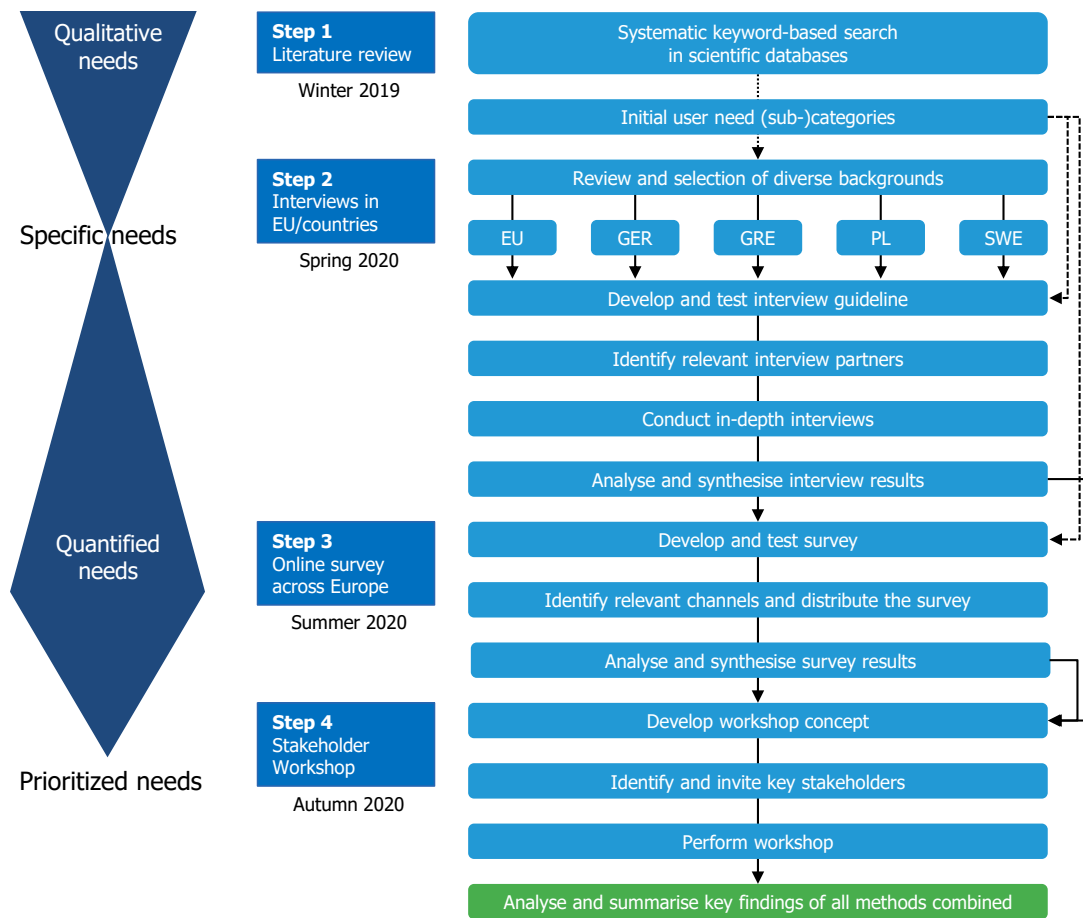 Qualitative
needs
Specific needs
Quantified
needs
Prioritized needs
Step 1
Literature review
Winter 2019
Step 2
Interviews in
EU/countries
Spring 2020
Step 3
Online survey
across Europe
Summer 2020
Step 4
Stakeholder
Workshop
Autumn 2020
Systematic keyword-based search
in scientific databases
Initial user need (sub-)categories
Review and selection of diverse backgrounds
EU GER GRE PL SWE
Develop and test interview guideline
Identify relevant interview partners
Conduct in-depth interviews
Analyse and synthesise interview results
Develop and test survey
Identify relevant channels and distribute the survey
Analyse and synthesise survey results
Develop workshop concept
Identify and invite key stakeholders
Perform workshop
Analyse and summarise key findings of all methods combined